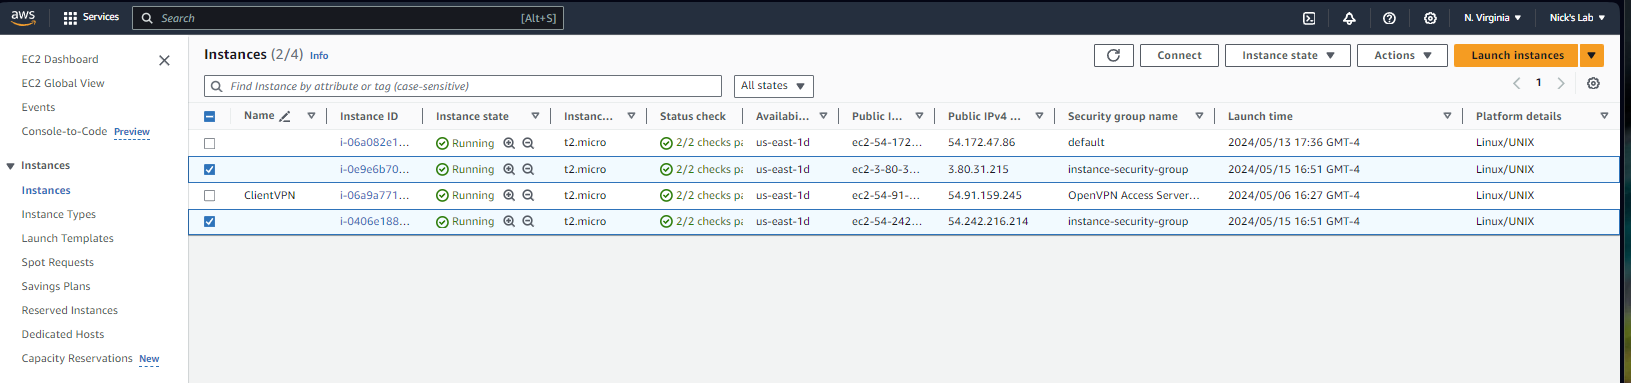 aws Services Search [Alt+S] N. Virginia Nick's Lab
EC2 Dashboard
EC2 Global View
Events
Console-to-Code Preview
Instances
Instances
Instance Types
Launch Templates
Spot Requests
Savings Plans
Reserved Instances
Dedicated Hosts
Capacity Reservations New
Instances (2/4) Info Connect Instance state Actions Launch instances
Find Instance by attribute or tag (case-sensitive) All states 1
Name Instance ID Instance state Instanc... Status check Availabi... Public I... Public IPv4 ... Security group name Launch time Platform details
i-06a082e1... Running t2.micro 2/2 checks pa us-east-1d ec2-54-172... 54.172.47.86 default 2024/05/13 17:36 GMT-4 Linux/UNIX
i-0e9e6b70... Running t2.micro 2/2 checks pa us-east-1d ec2-3-80-3... 3.80.31.215 instance-security-group 2024/05/15 16:51 GMT-4 Linux/UNIX
ClientVPN i-06a9a771... Running t2.micro 2/2 checks pa us-east-1d ec2-54-91-... 54.91.159.245 OpenVPN Access Server... 2024/05/06 16:27 GMT-4 Linux/UNIX
i-0406e188... Running t2.micro 2/2 checks pa us-east-1d ec2-54-242... 54.242.216.214 instance-security-group 2024/05/15 16:51 GMT-4 Linux/UNIX